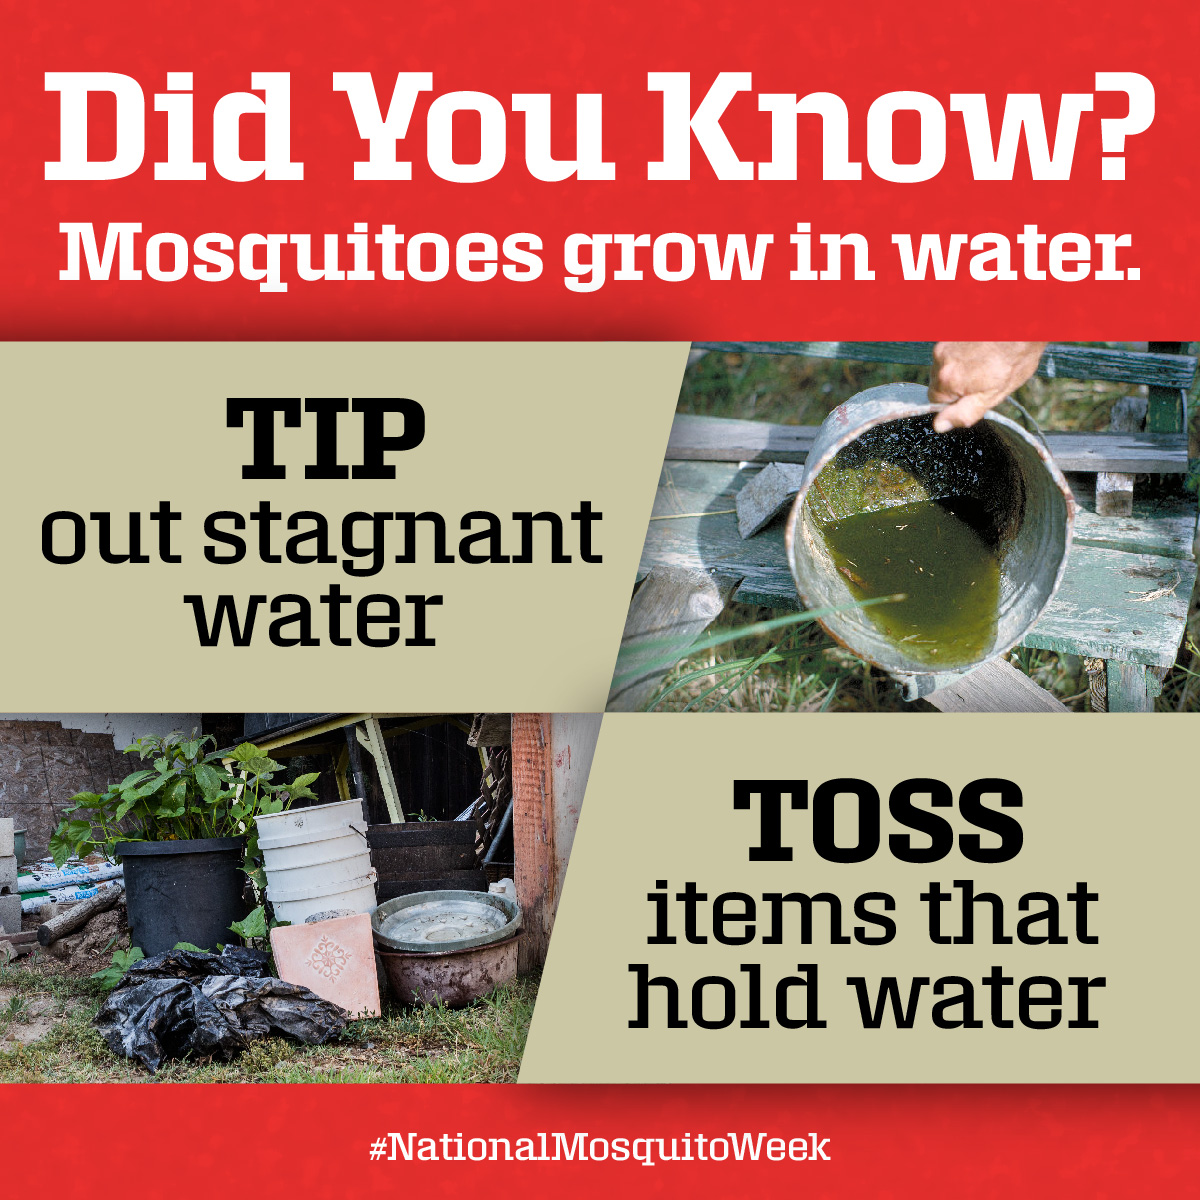 Did You Know?
Mosquitoes grow in water.
TIP
out stagnant
water
TOSS
items that
hold water
#NationalMosquitoWeek